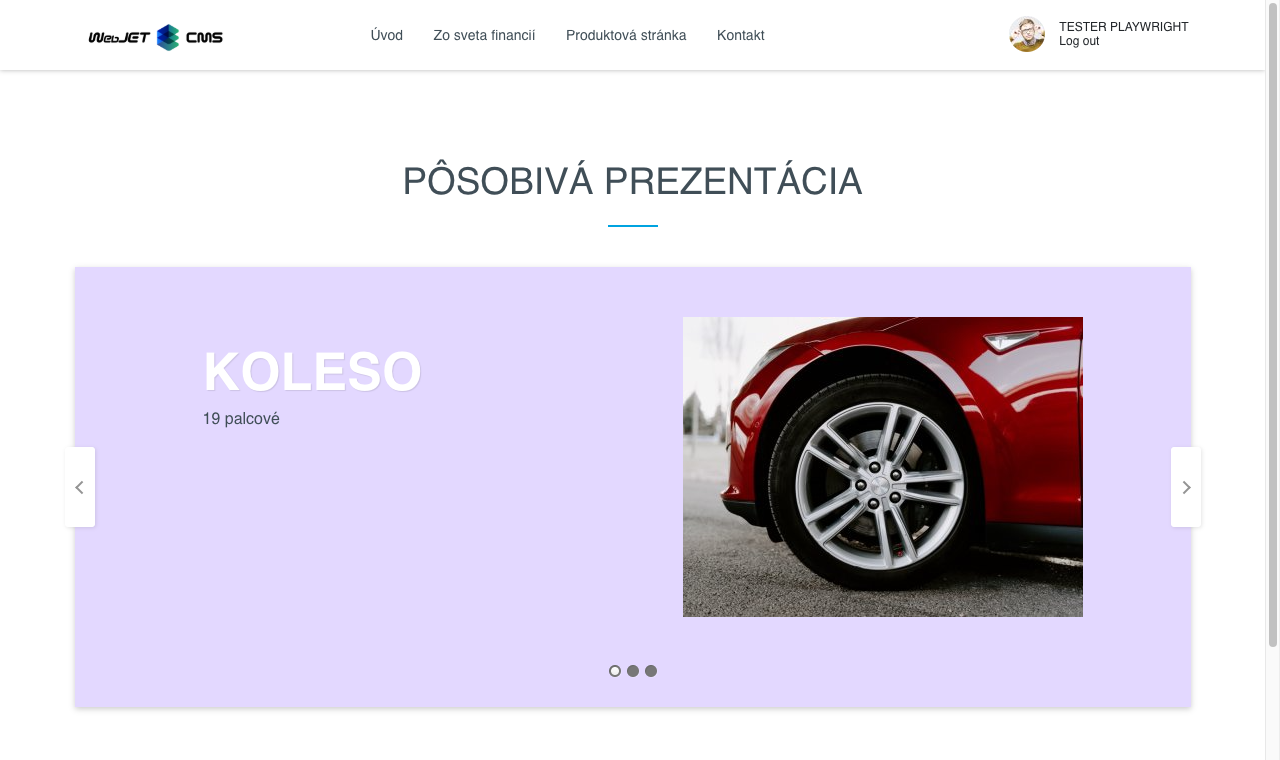 WebJET CMS
Úvod
Zo sveta financií
Produktová stránka
Kontakt
TESTER PLAYWRIGHT
Log out
PÔSOBIVÁ PREZENTÁCIA
KOLESO
19 palcové